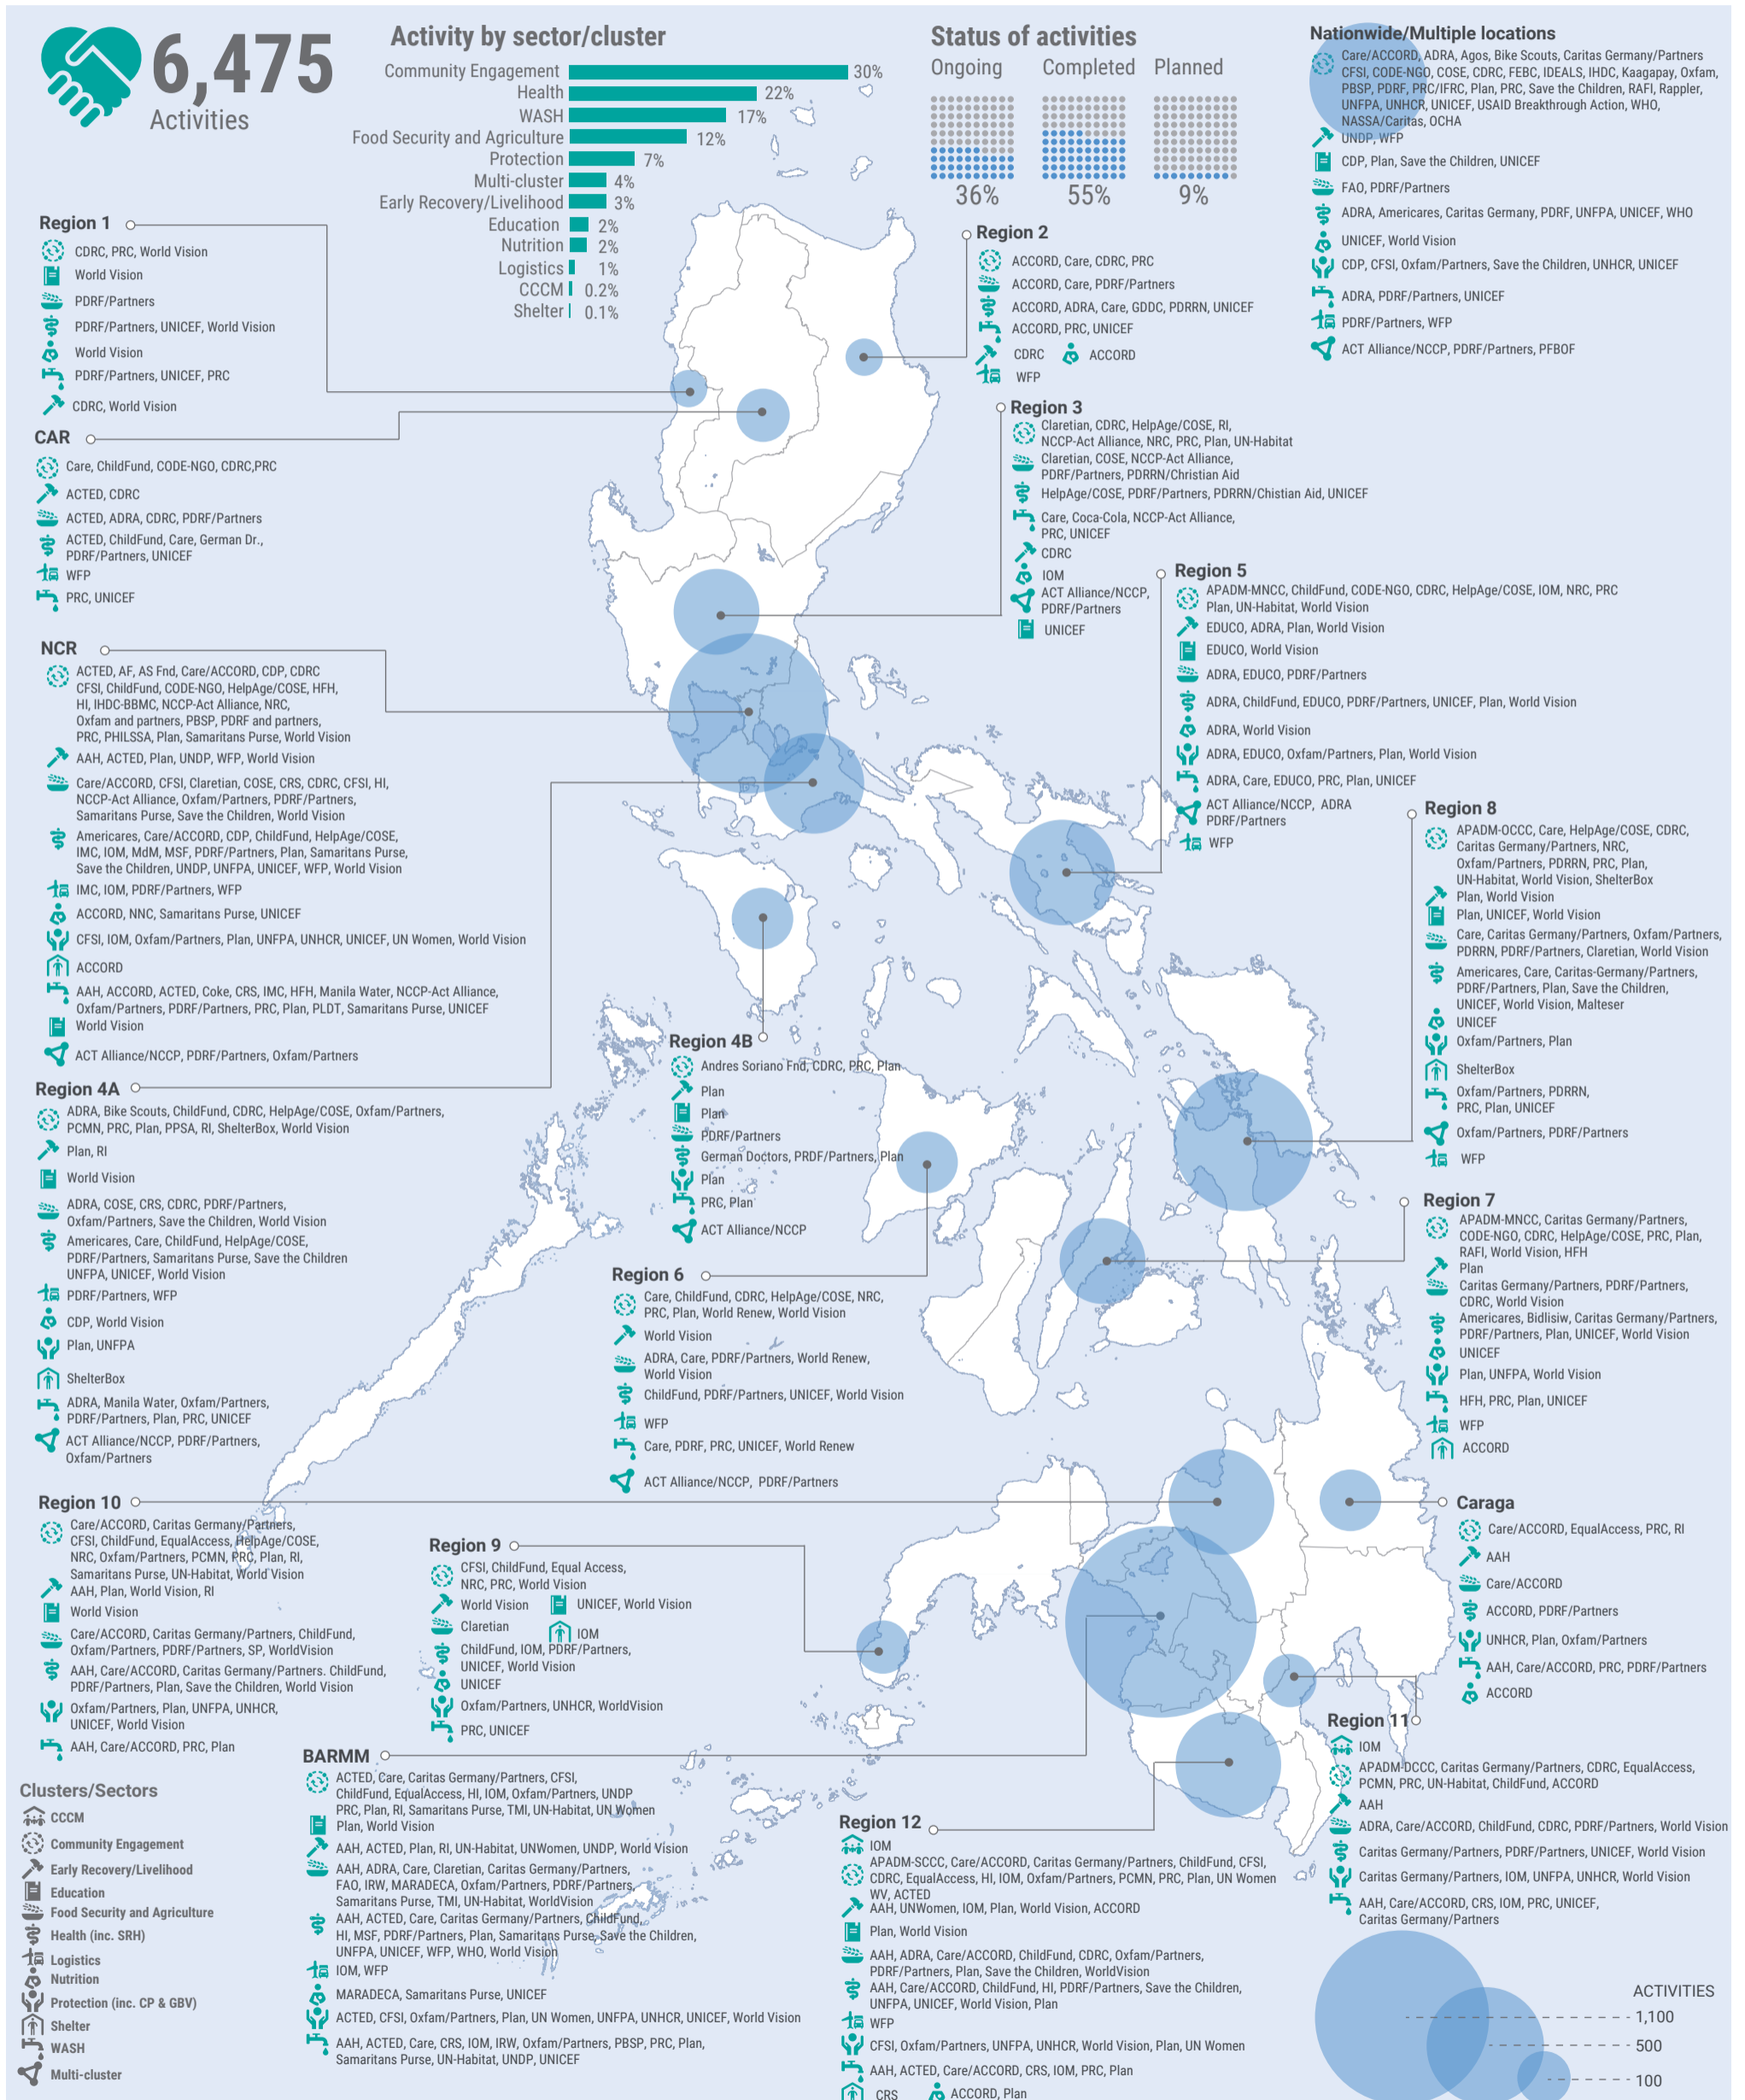 6,475
Activities
Activity by sector/cluster
Community Engagement 30%
Health 22%
WASH 17%
Food Security and Agriculture 12%
Protection 7%
Multi-cluster 4%
Early Recovery/Livelihood 3%
Education 2%
Nutrition 2%
Logistics 1%
CCCM 0.2%
Shelter 0.1%
Status of activities
Ongoing Completed Planned
36% 55% 9%
Nationwide/Multiple locations
Care/ACCORD, ADRA, Agos, Bike Scouts, Caritas Germany/Partners
CFSI, CODE-NGO, COSE, CDRC, FEBC, IDEALS, IHDC, Kaagapay, Oxfam,
PBSP, PDRF, PRC/IFRC, Plan, PRC, Save the Children, RAFI, Rappler,
UNFPA, UNHCR, UNICEF, USAID Breakthrough Action, WHO,
NASSA/Caritas, OCHA
UNDP, WFP
CDP, Plan, Save the Children, UNICEF
FAO, PDRF/Partners
ADRA, Americares, Caritas Germany, PDRF, UNFPA, UNICEF, WHO
UNICEF, World Vision
CDP, CFSI, Oxfam/Partners, Save the Children, UNHCR, UNICEF
ADRA, PDRF/Partners, UNICEF
PDRF/Partners, WFP
ACT Alliance/NCCP, PDRF/Partners, PFBOF
Region 1
CDRC, PRC, World Vision
World Vision
PDRF/Partners
PDRF/Partners, UNICEF, World Vision
World Vision
PDRF/Partners, UNICEF, PRC
CDRC, World Vision
Region 2
ACCORD, Care, CDRC, PRC
ACCORD, Care, PDRF/Partners
ACCORD, ADRA, Care, GDDC, PDRRN, UNICEF
ACCORD, PRC, UNICEF
CDRC ACCORD
WFP
CAR
Care, ChildFund, CODE-NGO, CDRC,PRC
ACTED, CDRC
ACTED, ADRA, CDRC, PDRF/Partners
ACTED, ChildFund, Care, German Dr.,
PDRF/Partners, UNICEF
WFP
PRC, UNICEF
Region 3
Claretian, CDRC, HelpAge/COSE, RI,
NCCP-Act Alliance, NRC, PRC, Plan, UN-Habitat
Claretian, COSE, NCCP-Act Alliance,
PDRF/Partners, PDRRN/Christian Aid
HelpAge/COSE, PDRF/Partners, PDRRN/Chistian Aid, UNICEF
Care, Coca-Cola, NCCP-Act Alliance,
PRC, UNICEF
CDRC
IOM
ACT Alliance/NCCP,
PDRF/Partners
UNICEF
Region 5
APADM-MNCC, ChildFund, CODE-NGO, CDRC, HelpAge/COSE, IOM, NRC, PRC
Plan, UN-Habitat, World Vision
EDUCO, ADRA, Plan, World Vision
EDUCO, World Vision
ADRA, EDUCO, PDRF/Partners
ADRA, ChildFund, EDUCO, PDRF/Partners, UNICEF, Plan, World Vision
ADRA, World Vision
ADRA, EDUCO, Oxfam/Partners, Plan, World Vision
ADRA, Care, EDUCO, PRC, Plan, UNICEF
ACT Alliance/NCCP, ADRA
PDRF/Partners
WFP
NCR
ACTED, AF, AS Fnd, Care/ACCORD, CDP, CDRC
CFSI, ChildFund, CODE-NGO, HelpAge/COSE, HFH,
HI, IHDC-BBMC, NCCP-Act Alliance, NRC,
Oxfam and partners, PBSP, PDRF and partners,
PRC, PHILSSA, Plan, Samaritans Purse, World Vision
AAH, ACTED, Plan, UNDP, WFP, World Vision
Care/ACCORD, CFSI, Claretian, COSE, CRS, CDRC, CFSI, HI,
NCCP-Act Alliance, Oxfam/Partners, PDRF/Partners,
Samaritans Purse, Save the Children, World Vision
Americares, Care/ACCORD, CDP, ChildFund, HelpAge/COSE,
IMC, IOM, MdM, MSF, PDRF/Partners, Plan, Samaritans Purse,
Save the Children, UNDP, UNFPA, UNICEF, WFP, World Vision
IMC, IOM, PDRF/Partners, WFP
ACCORD, NNC, Samaritans Purse, UNICEF
CFSI, IOM, Oxfam/Partners, Plan, UNFPA, UNHCR, UNICEF, UN Women, World Vision
ACCORD
AAH, ACCORD, ACTED, Coke, CRS, IMC, HFH, Manila Water, NCCP-Act Alliance,
Oxfam/Partners, PDRF/Partners, PRC, Plan, PLDT, Samaritans Purse, UNICEF
World Vision
ACT Alliance/NCCP, PDRF/Partners, Oxfam/Partners
Region 8
APADM-OCCC, Care, HelpAge/COSE, CDRC,
Caritas Germany/Partners, NRC,
Oxfam/Partners, PDRRN, PRC, Plan,
UN-Habitat, World Vision, ShelterBox
Plan, World Vision
Plan, UNICEF, World Vision
Care, Caritas Germany/Partners, Oxfam/Partners,
PDRRN, PDRF/Partners, Claretian, World Vision
Americares, Care, Caritas-Germany/Partners,
PDRF/Partners, Plan, Save the Children,
UNICEF, World Vision, Malteser
UNICEF
Oxfam/Partners, Plan
ShelterBox
Oxfam/Partners, PDRRN,
PRC, Plan, UNICEF
Oxfam/Partners, PDRF/Partners
WFP
Region 4A
ADRA, Bike Scouts, ChildFund, CDRC, HelpAge/COSE, Oxfam/Partners,
PCMN, PRC, Plan, PPSA, RI, ShelterBox, World Vision
Plan, RI
World Vision
ADRA, COSE, CRS, CDRC, PDRF/Partners,
Oxfam/Partners, Save the Children, World Vision
Americares, Care, ChildFund, HelpAge/COSE,
PDRF/Partners, Samaritans Purse, Save the Children
UNFPA, UNICEF, World Vision
PDRF/Partners, WFP
CDP, World Vision
Plan, UNFPA
ShelterBox
ADRA, Manila Water, Oxfam/Partners,
PDRF/Partners, Plan, PRC, UNICEF
ACT Alliance/NCCP, PDRF/Partners,
Oxfam/Partners
Region 4B
Andres Soriano Fnd, CDRC, PRC, Plan
Plan
Plan
PDRF/Partners
German Doctors, PRDF/Partners, Plan
Plan
PRC, Plan
ACT Alliance/NCCP
Region 7
APADM-MNCC, Caritas Germany/Partners,
CODE-NGO, CDRC, HelpAge/COSE, PRC, Plan,
RAFI, World Vision, HFH
Plan
Caritas Germany/Partners, PDRF/Partners,
CDRC, World Vision
Americares, Bidlisiw, Caritas Germany/Partners,
PDRF/Partners, Plan, UNICEF, World Vision
UNICEF
Plan, UNFPA, World Vision
HFH, PRC, Plan, UNICEF
WFP
ACCORD
Region 6
Care, ChildFund, CDRC, HelpAge/COSE, NRC,
PRC, Plan, World Renew, World Vision
World Vision
ADRA, Care, PDRF/Partners, World Renew,
World Vision
ChildFund, PDRF/Partners, UNICEF, World Vision
WFP
Care, PDRF, PRC, UNICEF, World Renew
ACT Alliance/NCCP, PDRF/Partners
Region 10
Care/ACCORD, Caritas Germany/Partners,
CFSI, ChildFund, EqualAccess, HelpAge/COSE,
NRC, Oxfam/Partners, PCMN, PRC, Plan, RI,
Samaritans Purse, UN-Habitat, World Vision
AAH, Plan, World Vision, RI
World Vision
Care/ACCORD, Caritas Germany/Partners, ChildFund,
Oxfam/Partners, PDRF/Partners, SP, WorldVision
AAH, Care/ACCORD, Caritas Germany/Partners. ChildFund,
PDRF/Partners, Plan, Save the Children, World Vision
Oxfam/Partners, Plan, UNFPA, UNHCR,
UNICEF, World Vision
AAH, Care/ACCORD, PRC, Plan
Region 9
CFSI, ChildFund, Equal Access,
NRC, PRC, World Vision
World Vision UNICEF, World Vision
Claretian IOM
ChildFund, IOM, PDRF/Partners,
UNICEF, World Vision
UNICEF
Oxfam/Partners, UNHCR, WorldVision
PRC, UNICEF
Caraga
Care/ACCORD, EqualAccess, PRC, RI
AAH
Care/ACCORD
ACCORD, PDRF/Partners
UNHCR, Plan, Oxfam/Partners
AAH, Care/ACCORD, PRC, PDRF/Partners
ACCORD
Region 11
IOM
APADM-DCCC, Caritas Germany/Partners, CDRC, EqualAccess,
PCMN, PRC, UN-Habitat, ChildFund, ACCORD
AAH
ADRA, Care/ACCORD, ChildFund, CDRC, PDRF/Partners, World Vision
Caritas Germany/Partners, PDRF/Partners, UNICEF, World Vision
Caritas Germany/Partners, IOM, UNFPA, UNHCR, World Vision
AAH, Care/ACCORD, CRS, IOM, PRC, UNICEF,
Caritas Germany/Partners
BARMM
ACTED, Care, Caritas Germany/Partners, CFSI,
ChildFund, EqualAccess, HI, IOM, Oxfam/Partners, UNDP
PRC, Plan, RI, Samaritans Purse, TMI, UN-Habitat, UN Women
Plan, World Vision
AAH, ACTED, Plan, RI, UN-Habitat, UNWomen, UNDP, World Vision
AAH, ADRA, Care, Claretian, Caritas Germany/Partners,
FAO, IRW, MARADECA, Oxfam/Partners, PDRF/Partners,
Samaritans Purse, TMI, UN-Habitat, WorldVision
AAH, ACTED, Care, Caritas Germany/Partners, ChildFund,
HI, MSF, PDRF/Partners, Plan, Samaritans Purse, Save the Children,
UNFPA, UNICEF, WFP, WHO, World Vision
IOM, WFP
MARADECA, Samaritans Purse, UNICEF
ACTED, CFSI, Oxfam/Partners, Plan, UN Women, UNFPA, UNHCR, UNICEF, World Vision
AAH, ACTED, Care, CRS, IOM, IRW, Oxfam/Partners, PBSP, PRC, Plan,
Samaritans Purse, UN-Habitat, UNDP, UNICEF
Region 12
IOM
APADM-SCCC, Care/ACCORD, Caritas Germany/Partners, ChildFund, CFSI,
CDRC, EqualAccess, HI, IOM, Oxfam/Partners, PCMN, PRC, Plan, UN Women
WV, ACTED
AAH, UNWomen, IOM, Plan, World Vision, ACCORD
Plan, World Vision
AAH, ADRA, Care/ACCORD, ChildFund, CDRC, Oxfam/Partners,
PDRF/Partners, Plan, Save the Children, WorldVision
AAH, Care/ACCORD, ChildFund, HI, PDRF/Partners, Save the Children,
UNFPA, UNICEF, World Vision, Plan
WFP
CFSI, Oxfam/Partners, UNFPA, UNHCR, World Vision, Plan, UN Women
AAH, ACTED, Care/ACCORD, CRS, IOM, PRC, Plan
CRS ACCORD, Plan
Clusters/Sectors
CCCM
Community Engagement
Early Recovery/Livelihood
Education
Food Security and Agriculture
Health (inc. SRH)
Logistics
Nutrition
Protection (inc. CP & GBV)
Shelter
WASH
Multi-cluster
ACTIVITIES
1,100
500
100